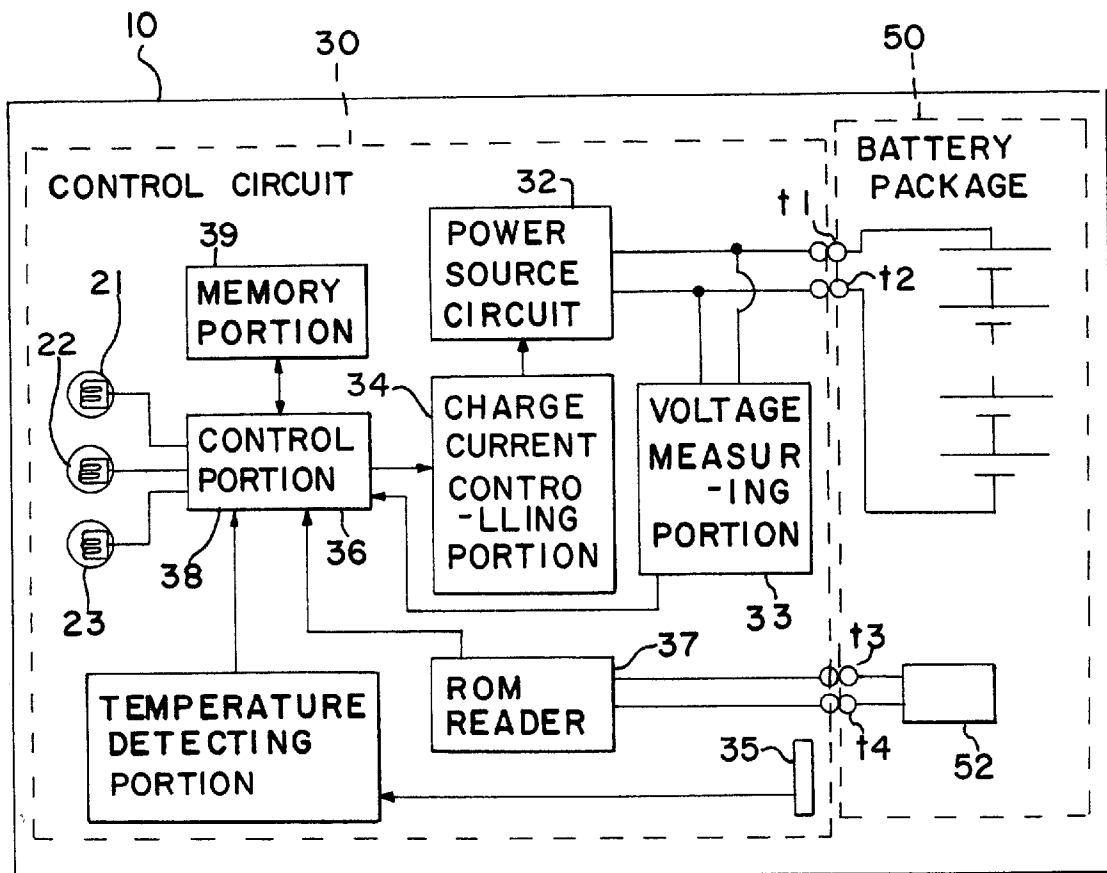 10
30
50
CONTROL CIRCUIT
BATTERY
PACKAGE
32
POWER
SOURCE
CIRCUIT
t1
t2
39
MEMORY
PORTION
21
22
23
34
CHARGE
CURRENT
CONTRO
-LLING
PORTION
VOLTAGE
MEASUR
-ING
PORTION
33
CONTROL
PORTION
38
36
37
ROM
READER
t3
t4
52
35
TEMPERATURE
DETECTING
PORTION